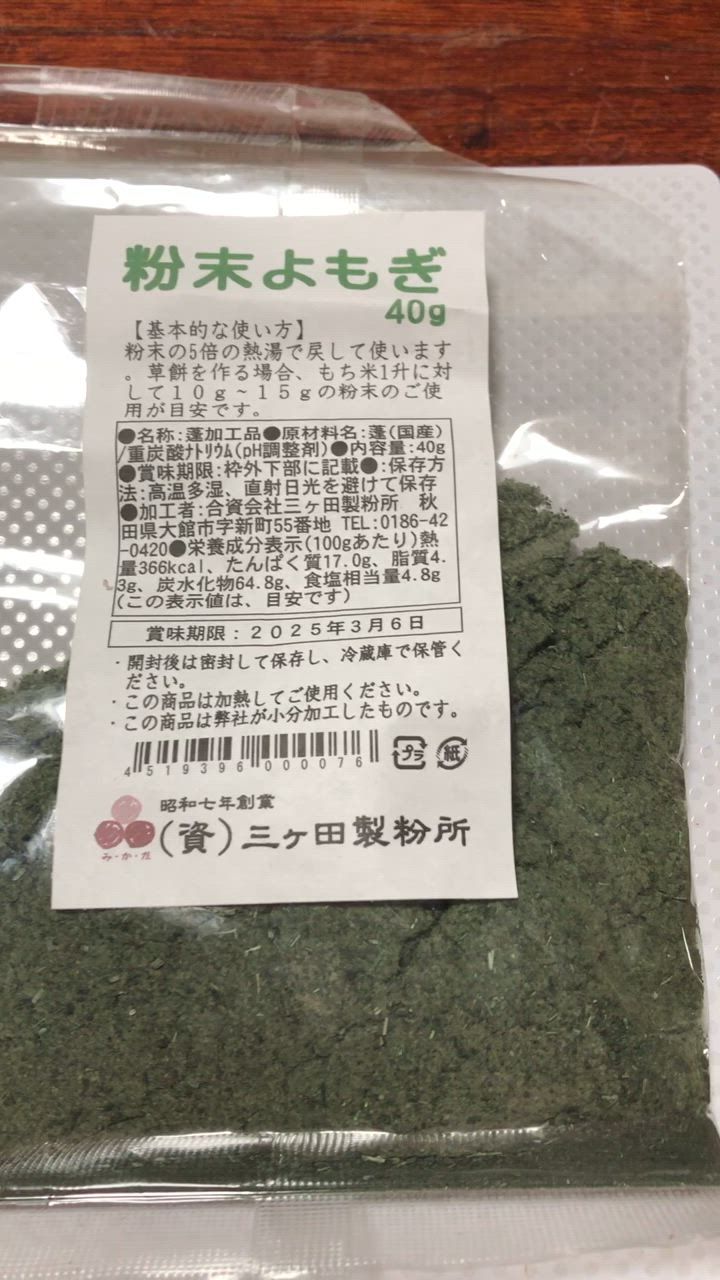 粉末よもぎ
40g
【基本的な使い方】
粉末の5倍の熱湯で戻して使います
。草餅を作る場合、もち米1升に対
して10g~15gの粉末のご使
用が目安です。
●名称:蓬加工品●原材料名:蓬(国産)
/重炭酸ﾅﾄﾘｳﾑ(pH調整剤)●内容量:40g
●賞味期限:枠外下部に記載●:保存方
法:高温多湿、直射日光を避けて保存
●加工者:合資会社三ヶ田製粉所 秋
田県大館市字新町55番地 TEL:0186-42
-0420●栄養成分表示(100gあたり)熱
量366kcal、たんぱく質17.0g、脂質4.
3g、炭水化物64.8g、食塩相当量4.8g
(この表示値は、目安です)
賞味期限:2025年3月6日
・開封後は密封して保存し、冷蔵庫で保管く
ださい。
・この商品は加熱してご使用ください。
・この商品は弊社が小分加工したものです。
4519396000076
プラ
紙
昭和七年創業
み・か・だ
(資)三ヶ田製粉所